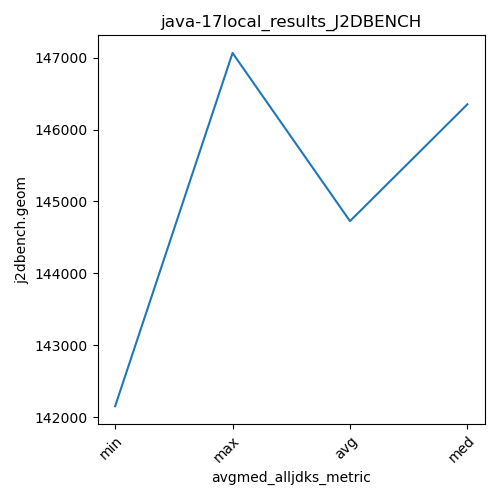 java-17local_results_J2DBENCH
j2dbench.geom
147000
146000
145000
144000
143000
142000
min
max
avg
med
avgmed_alljdks_metric